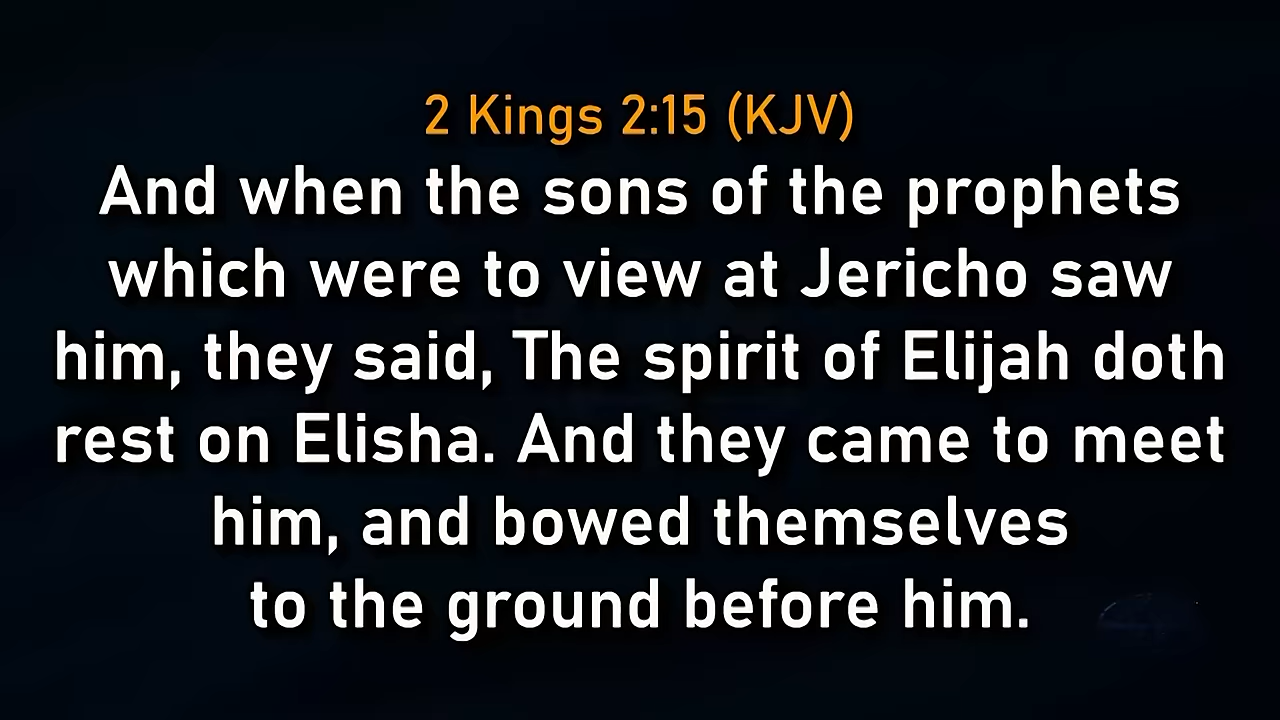 2 Kings 2:15 (KJV)
And when the sons of the prophets
which were to view at Jericho saw
him, they said, The spirit of Elijah doth
rest on Elisha. And they came to meet
him, and bowed themselves
to the ground before him.